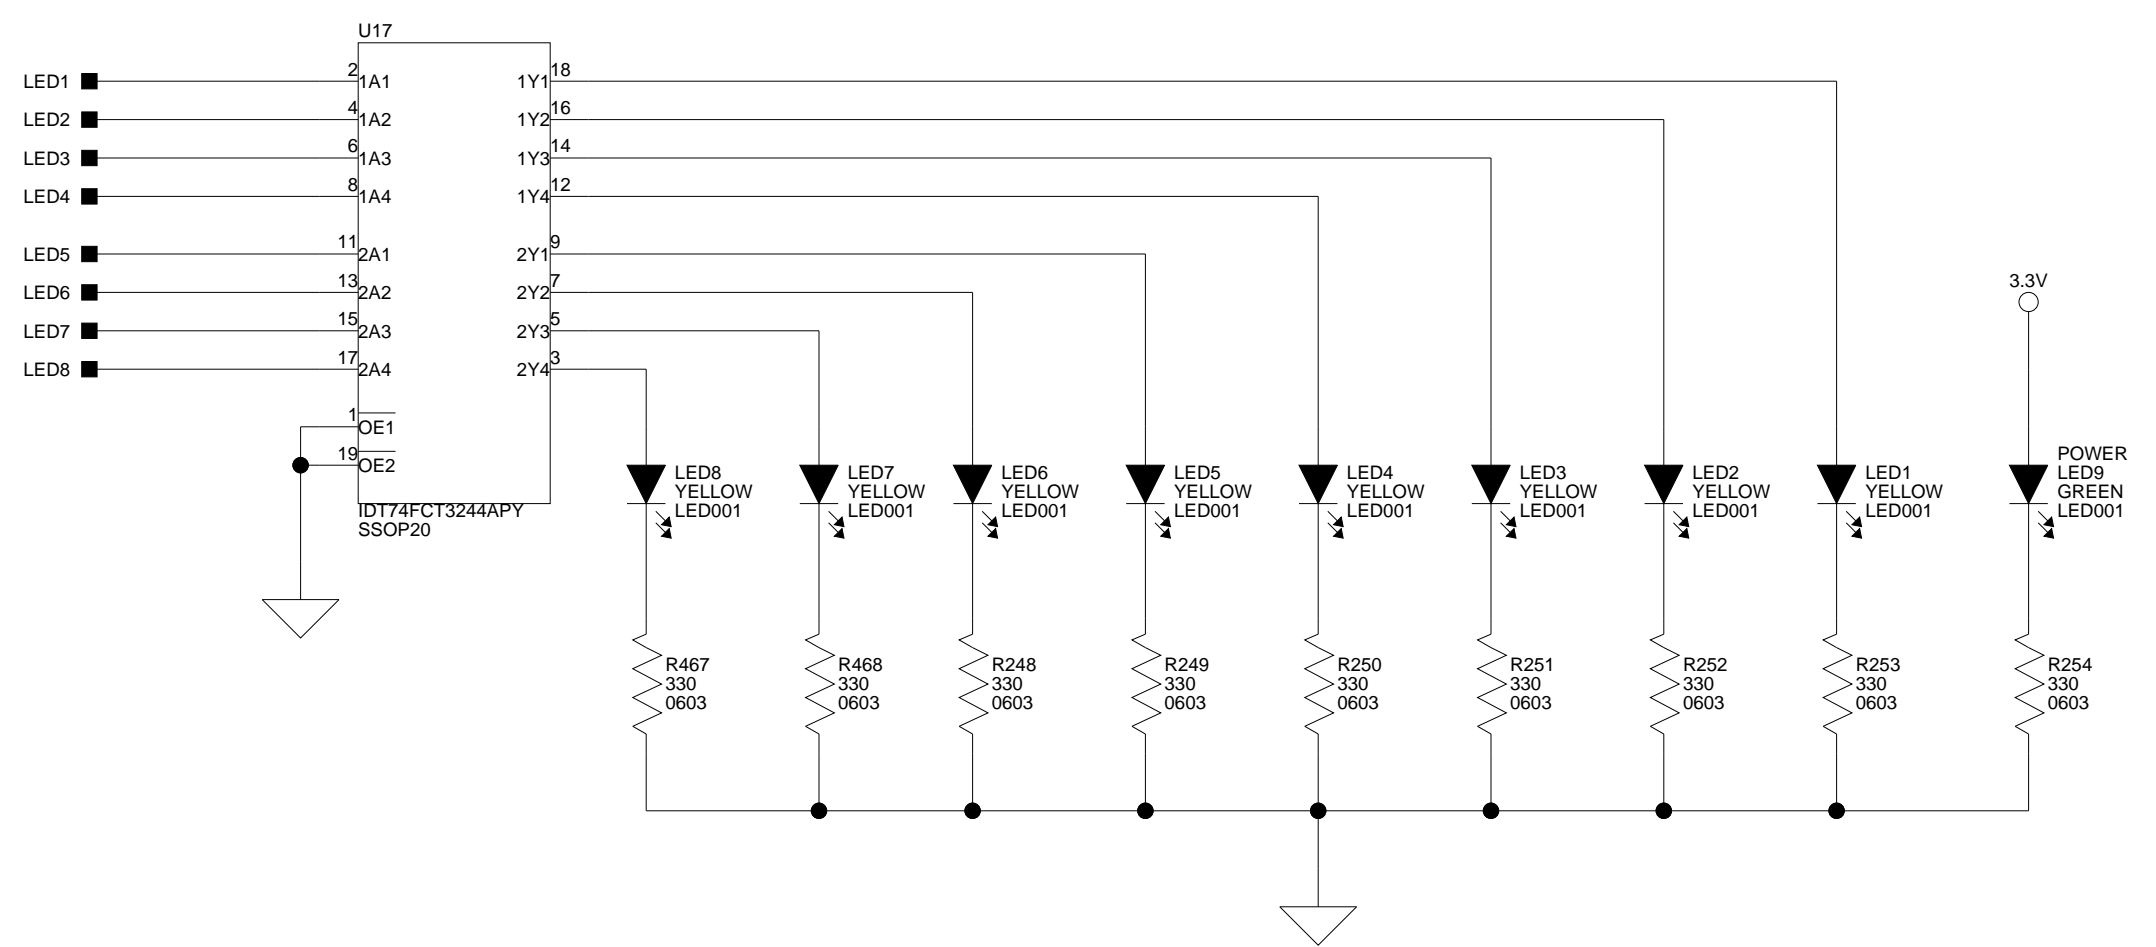 U17
LED1 2 1A1 1Y1 18
LED2 4 1A2 1Y2 16
LED3 6 1A3 1Y3 14
LED4 8 1A4 1Y4 12
LED5 11 2A1 2Y1 9
LED6 13 2A2 2Y2 7
LED7 15 2A3 2Y3 5
LED8 17 2A4 2Y4 3
1 OE1
19 OE2
IDT74FCT3244APY
SSOP20
3.3V
LED8
YELLOW
LED001
LED7
YELLOW
LED001
LED6
YELLOW
LED001
LED5
YELLOW
LED001
LED4
YELLOW
LED001
LED3
YELLOW
LED001
LED2
YELLOW
LED001
LED1
YELLOW
LED001
POWER
LED9
GREEN
LED001
R467
330
0603
R468
330
0603
R248
330
0603
R249
330
0603
R250
330
0603
R251
330
0603
R252
330
0603
R253
330
0603
R254
330
0603